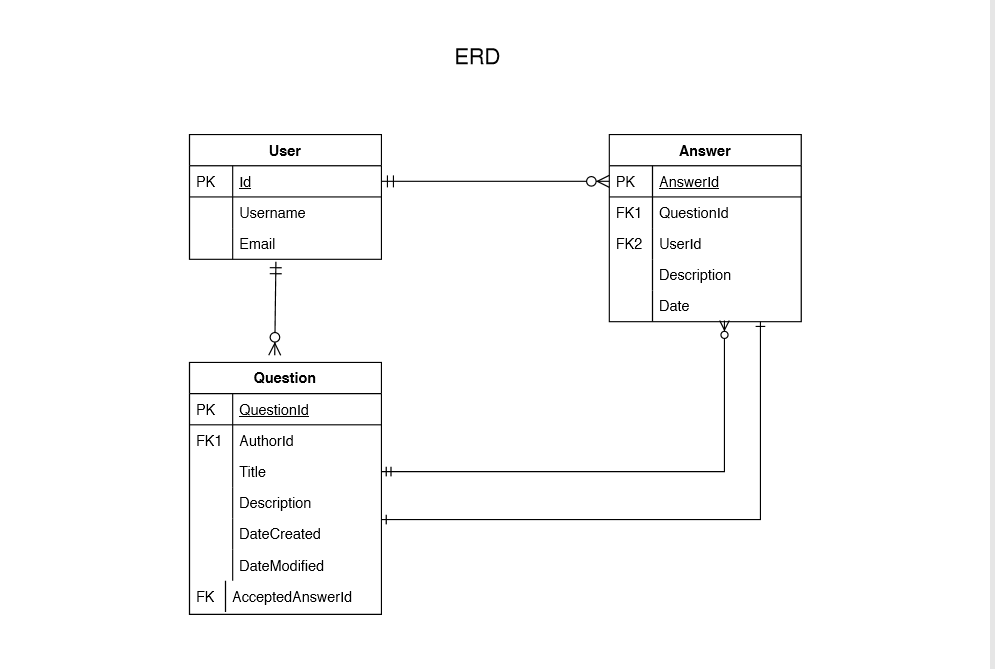 ERD
User
PK Id
Username
Email
Answer
PK AnswerId
FK1 QuestionId
FK2 UserId
Description
Date
Question
PK QuestionId
FK1 AuthorId
Title
Description
DateCreated
DateModified
FK AcceptedAnswerId